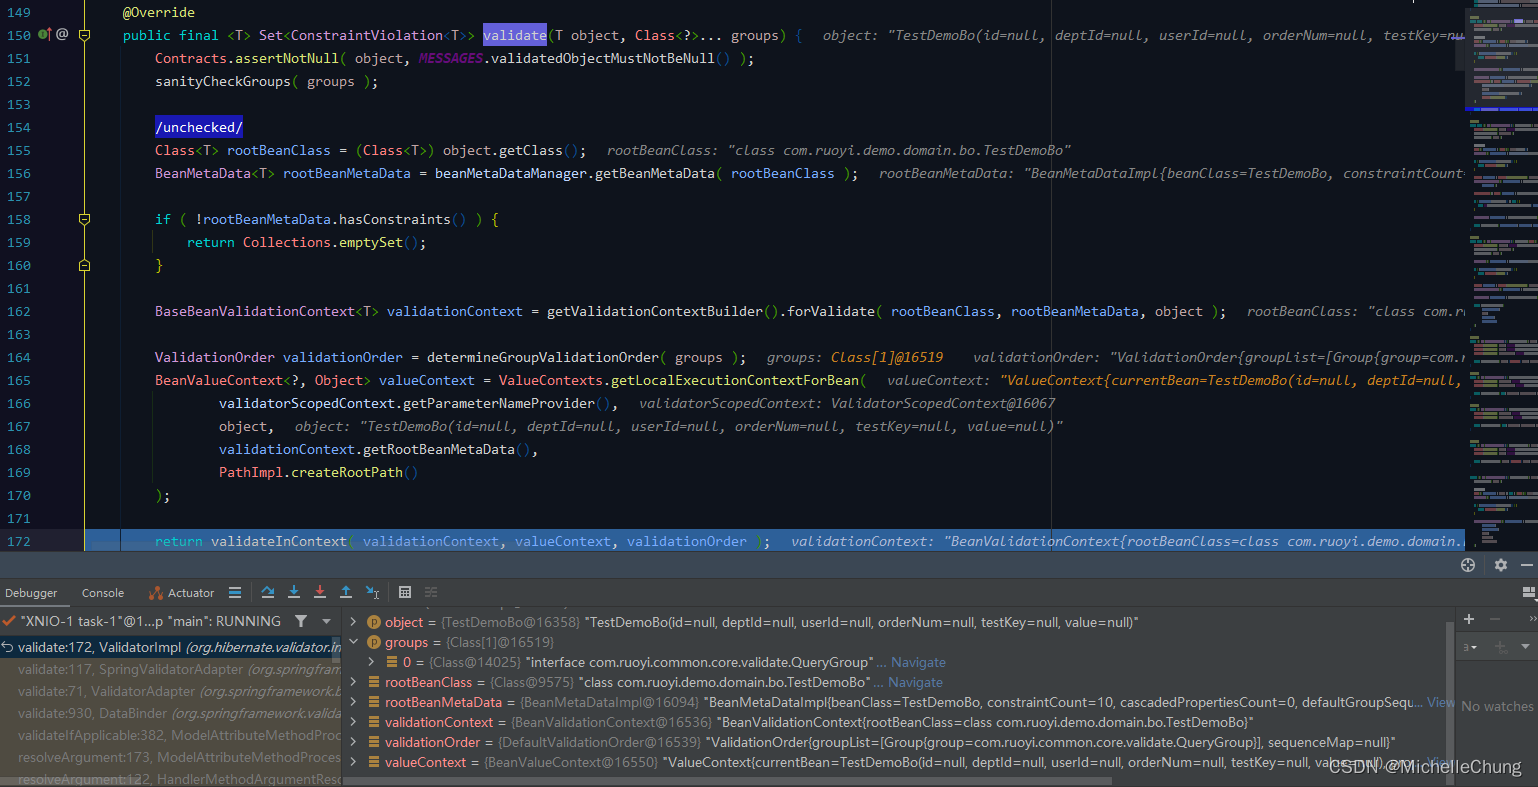 149 @Override
150 @ public final <T> Set<ConstraintViolation<T>> validate(T object, Class<?>... groups) { object: "TestDemoBo(id=null, deptId=null, userId=null, orderNum=null, testKey=nu
151 Contracts.assertNotNull( object, MESSAGES.validatedObjectMustNotBeNull() );
152 sanityCheckGroups( groups );
153
154 /unchecked/
155 Class<T> rootBeanClass = (Class<T>) object.getClass(); rootBeanClass: "class com.ruoyi.demo.domain.bo.TestDemoBo"
156 BeanMetaData<T> rootBeanMetaData = beanMetaDataManager.getBeanMetaData( rootBeanClass ); rootBeanMetaData: "BeanMetaDataImpl{beanClass=TestDemoBo, constraintCount=
157
158 if ( !rootBeanMetaData.hasConstraints() ) {
159 return Collections.emptySet();
160 }
161
162 BaseBeanValidationContext<T> validationContext = getValidationContextBuilder().forValidate( rootBeanClass, rootBeanMetaData, object ); rootBeanClass: "class com.ru
163
164 ValidationOrder validationOrder = determineGroupValidationOrder( groups ); groups: Class[1]@16519 validationOrder: "ValidationOrder{groupList=[Group{group=com.r
165 BeanValueContext<?, Object> valueContext = ValueContexts.getLocalExecutionContextForBean( valueContext: "ValueContext{currentBean=TestDemoBo(id=null, deptId=null,
166 validatorScopedContext.getParameterNameProvider(), validatorScopedContext: ValidatorScopedContext@16067
167 object, object: "TestDemoBo(id=null, deptId=null, userId=null, orderNum=null, testKey=null, value=null)"
168 validationContext.getRootBeanMetaData(),
169 PathImpl.createRootPath()
170 );
171
172 return validateInContext( validationContext, valueContext, validationOrder ); validationContext: "BeanValidationContext{rootBeanClass=class com.ruoyi.demo.domain.
Debugger Console Actuator
"XNIO-1 task-1"@1...p "main": RUNNING
validate:172, ValidatorImpl (org.hibernate.validator.in
validate:117, SpringValidatorAdapter (org.springfram
validate:71, ValidatorAdapter (org.springframework.b
validate:930, DataBinder (org.springframework.valida
validateIfApplicable:382, ModelAttributeMethodProc
resolveArgument:173, ModelAttributeMethodProces
resolveArgument:122, HandlerMethodArgumentReso
object = {TestDemoBo@16358} "TestDemoBo(id=null, deptId=null, userId=null, orderNum=null, testKey=null, value=null)"
groups = {Class[1]@16519}
0 = {Class@14025} "interface com.ruoyi.common.core.validate.QueryGroup" ... Navigate
rootBeanClass = {Class@9575} "class com.ruoyi.demo.domain.bo.TestDemoBo" ... Navigate
rootBeanMetaData = {BeanMetaDataImpl@16094} "BeanMetaDataImpl{beanClass=TestDemoBo, constraintCount=10, cascadedPropertiesCount=0, defaultGroupSequ... View
validationContext = {BeanValidationContext@16536} "BeanValidationContext{rootBeanClass=class com.ruoyi.demo.domain.bo.TestDemoBo}"
validationOrder = {DefaultValidationOrder@16539} "ValidationOrder{groupList=[Group{group=com.ruoyi.common.core.validate.QueryGroup}], sequenceMap=null}"
valueContext = {BeanValueContext@16550} "ValueContext{currentBean=TestDemoBo(id=null, deptId=null, userId=null, orderNum=null, testKey=null, value=null)
No watches
CSDN @MichelleChung